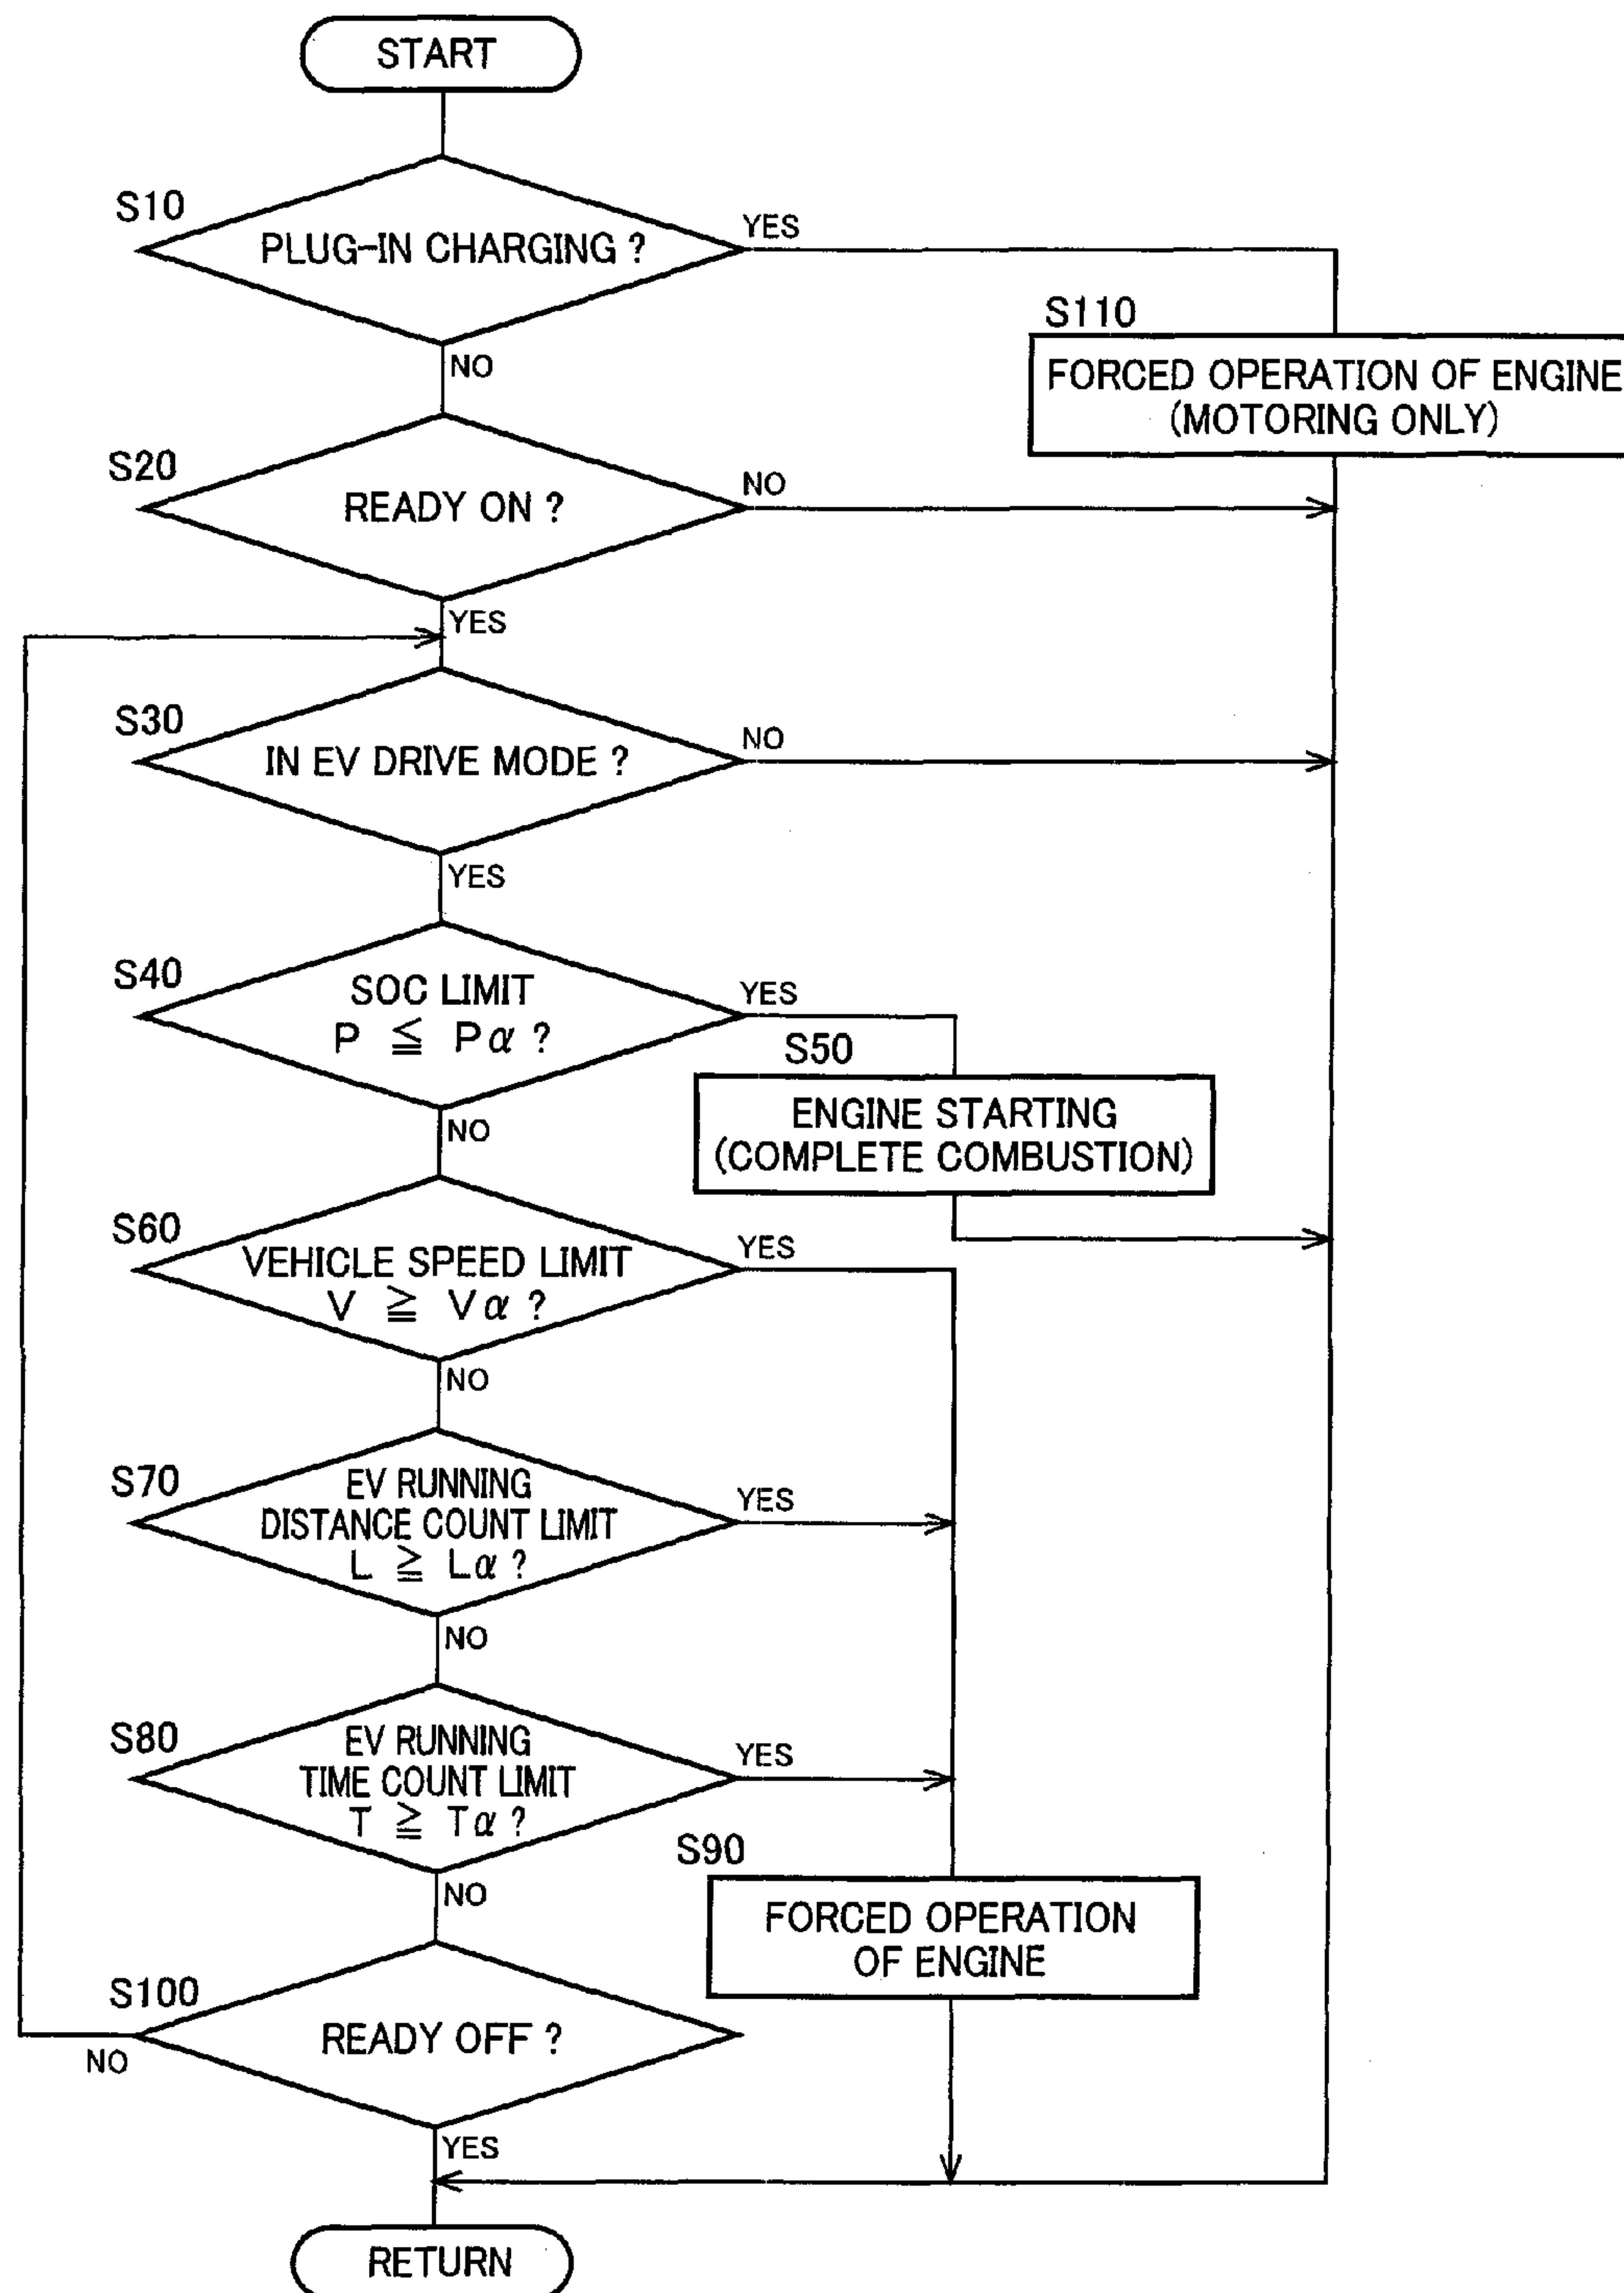 START
S10
PLUG-IN CHARGING ?
YES
NO
S110
FORCED OPERATION OF ENGINE
(MOTORING ONLY)
S20
READY ON ?
NO
YES
S30
IN EV DRIVE MODE ?
NO
YES
S40
SOC LIMIT
P ≦ Pα ?
YES
NO
S50
ENGINE STARTING
(COMPLETE COMBUSTION)
S60
VEHICLE SPEED LIMIT
V ≧ Vα ?
YES
NO
S70
EV RUNNING
DISTANCE COUNT LIMIT
L ≧ Lα ?
YES
NO
S80
EV RUNNING
TIME COUNT LIMIT
T ≧ Tα ?
YES
NO
S90
FORCED OPERATION
OF ENGINE
S100
READY OFF ?
NO
YES
RETURN